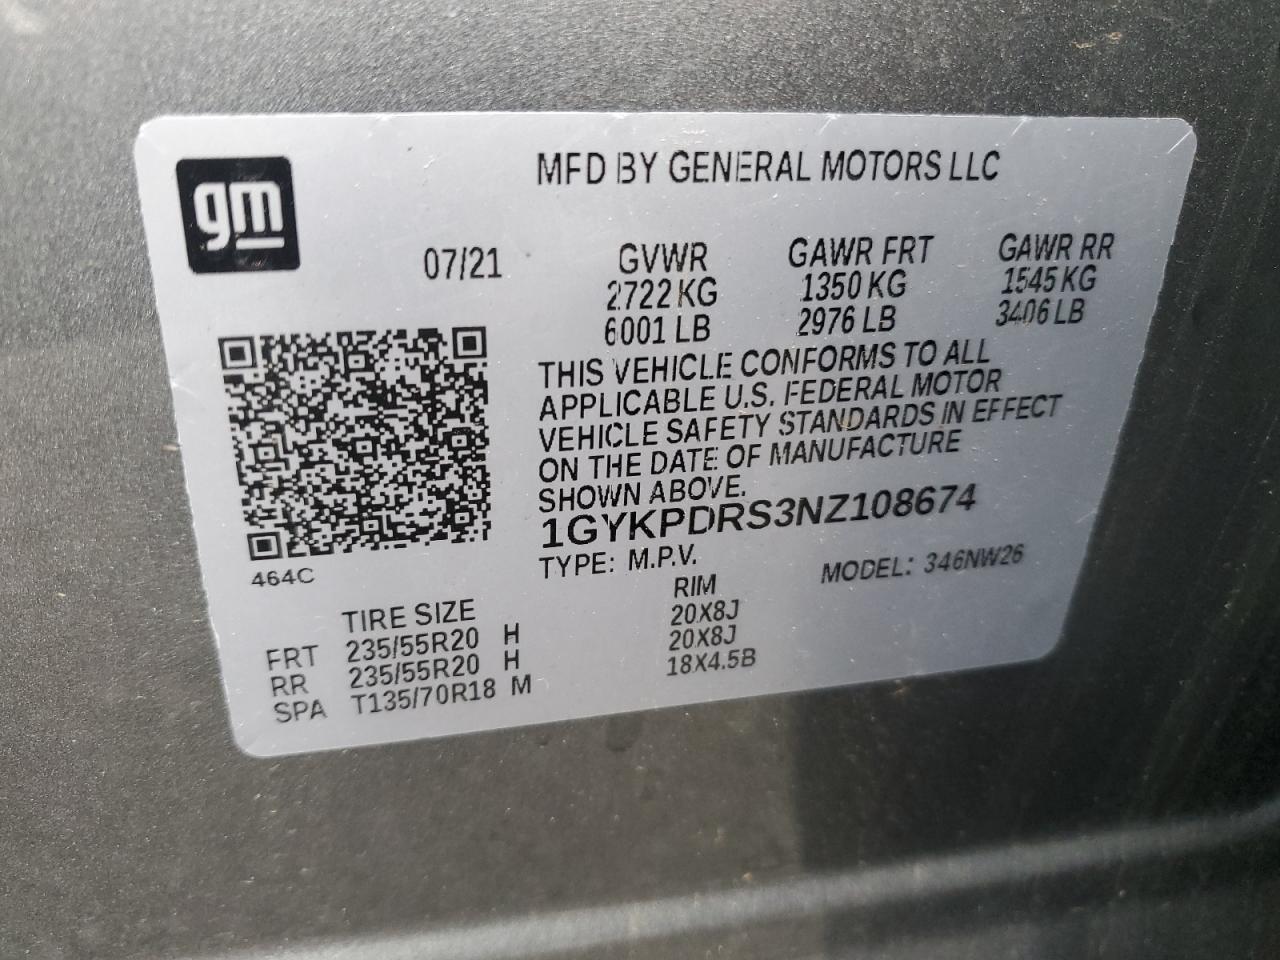 gm
MFD BY GENERAL MOTORS LLC
07/21
GVWR GAWR FRT GAWR RR
2722 KG 1350 KG 1545 KG
6001 LB 2976 LB 3406 LB
THIS VEHICLE CONFORMS TO ALL
APPLICABLE U.S. FEDERAL MOTOR
VEHICLE SAFETY STANDARDS IN EFFECT
ON THE DATE OF MANUFACTURE
SHOWN ABOVE.
1GYKPDRS3NZ108674
TYPE: M.P.V. MODEL: 346NW26
464C
TIRE SIZE RIM
FRT 235/55R20 H 20X8J
RR 235/55R20 H 20X8J
SPA T135/70R18 M 18X4.5B